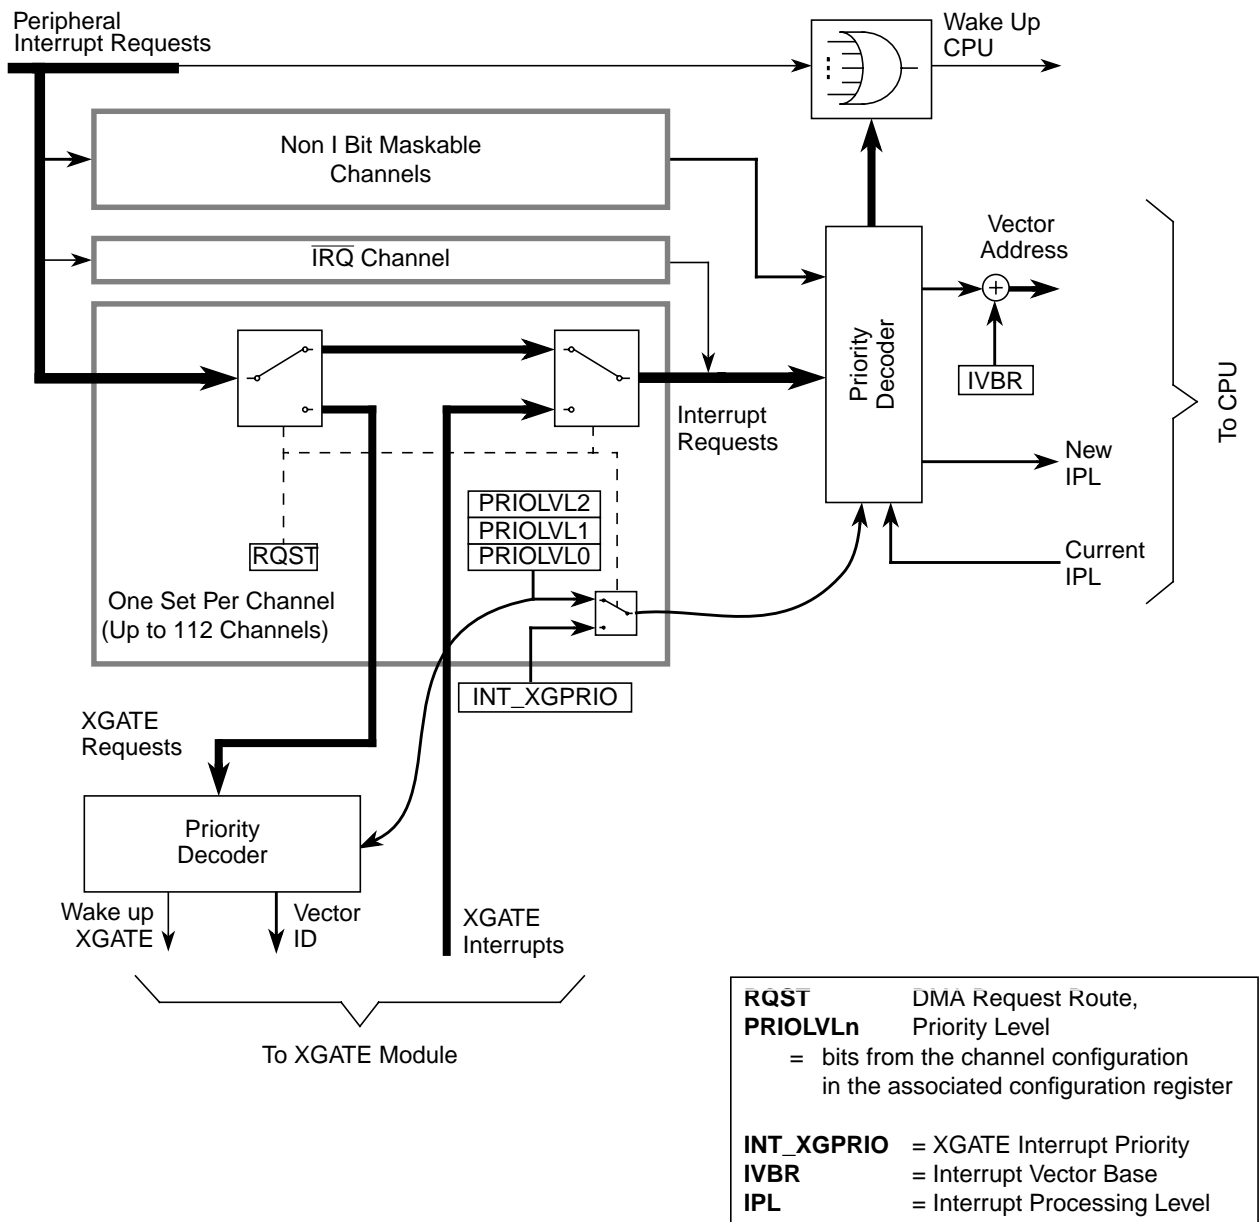 Peripheral
Interrupt Requests
Wake Up
CPU
Non I Bit Maskable
Channels
IRQ Channel
Vector
Address
Priority
Decoder
IVBR
To CPU
Interrupt
Requests
New
IPL
PRIOLVL2
PRIOLVL1
PRIOLVL0
RQST
Current
IPL
One Set Per Channel
(Up to 112 Channels)
INT_XGPRIO
XGATE
Requests
Priority
Decoder
Wake up
XGATE
Vector
ID
XGATE
Interrupts
To XGATE Module
RQST DMA Request Route,
PRIOLVLn Priority Level
= bits from the channel configuration
in the associated configuration register
INT_XGPRIO = XGATE Interrupt Priority
IVBR = Interrupt Vector Base
IPL = Interrupt Processing Level